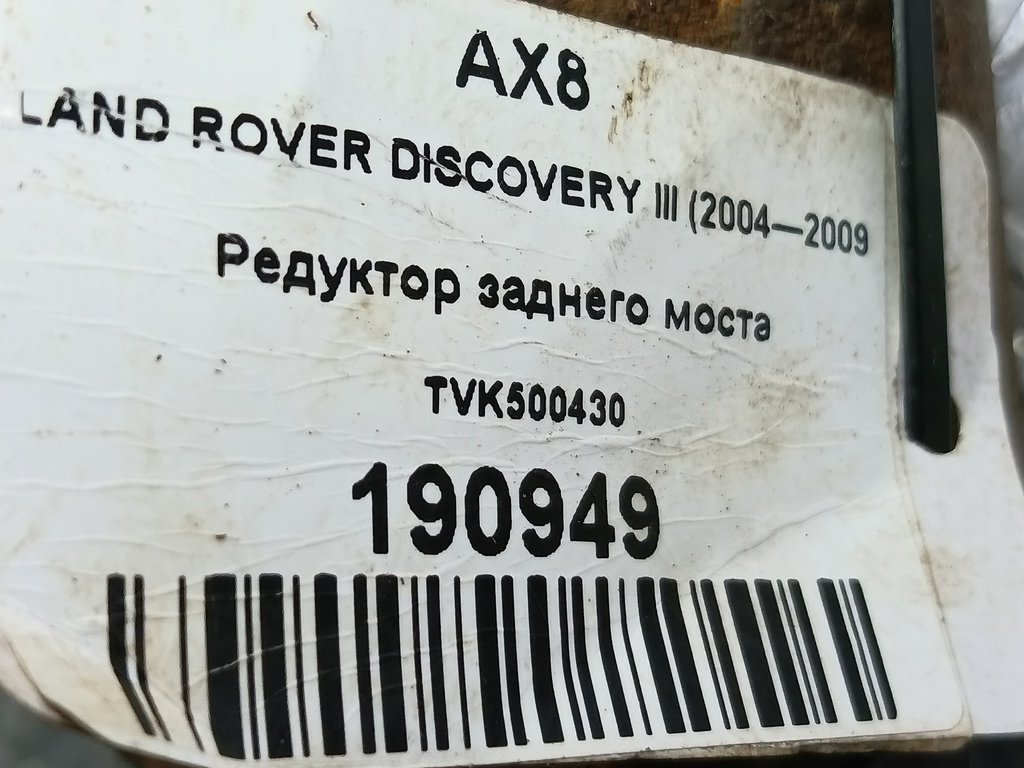 AX8
LAND ROVER DISCOVERY III (2004—2009
Редуктор заднего моста
TVK500430
190949